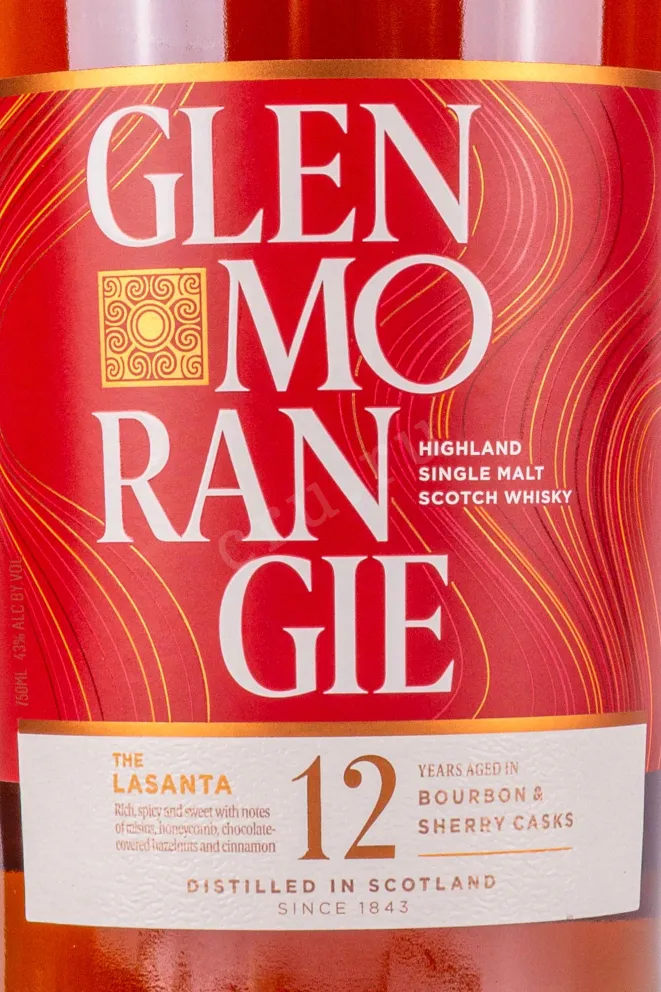 GLEN
MO
RAN
GIE
HIGHLAND
SINGLE MALT
SCOTCH WHISKY
750ML 43% ALC BY VOL
THE
LASANTA
Rich, spicy and sweet with notes
of raisins, honeycomb, chocolate-
covered hazelnuts and cinnamon
12
YEARS AGED IN
BOURBON &
SHERRY CASKS
DISTILLED IN SCOTLAND
SINCE 1843
cru.ru